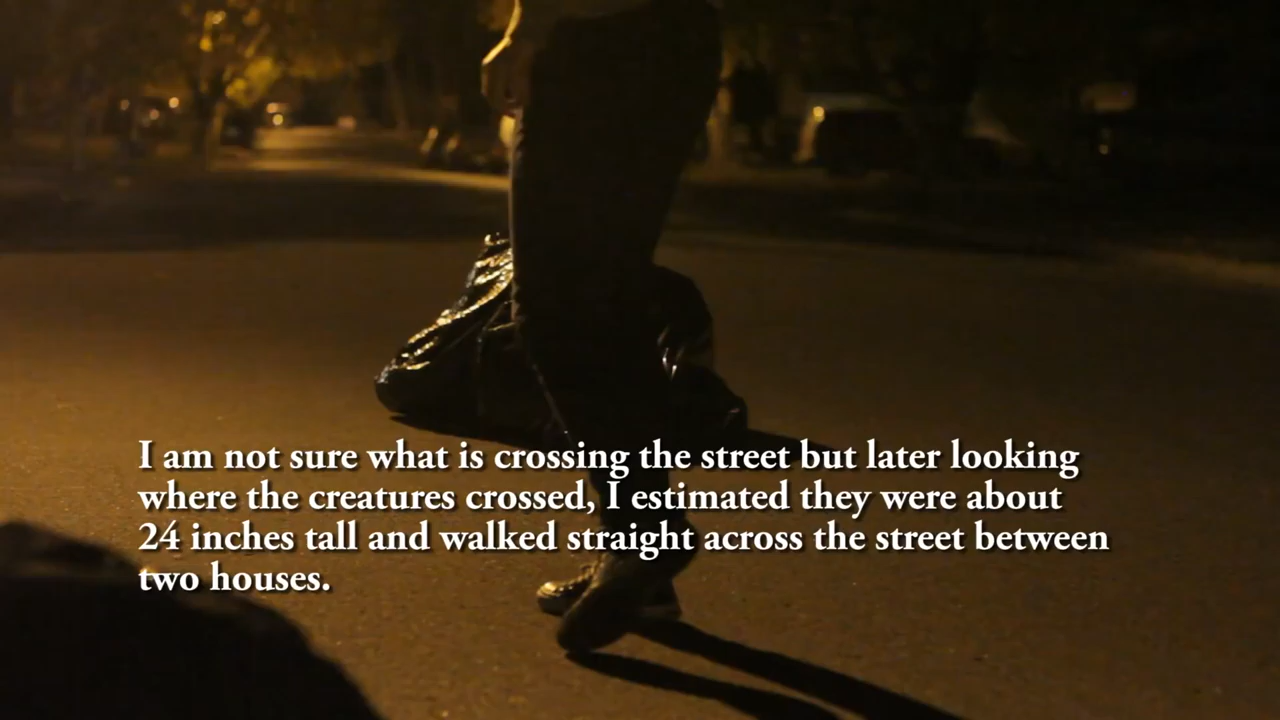 I am not sure what is crossing the street but later looking
where the creatures crossed, I estimated they were about
24 inches tall and walked straight across the street between
two houses.